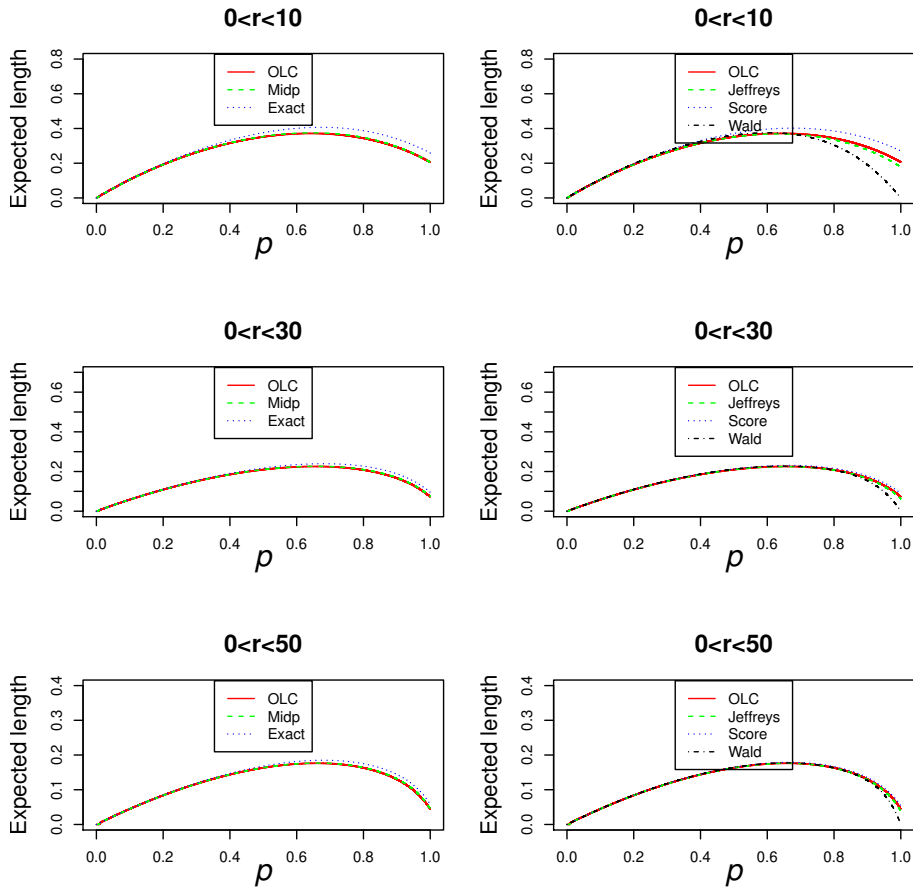 0<r<10
Expected length
0.0 0.2 0.4 0.6 0.8
OLC
Midp
Exact
0.0 0.2 0.4 0.6 0.8 1.0
p
0<r<10
Expected length
0.0 0.2 0.4 0.6 0.8
OLC
Jeffreys
Score
Wald
0.0 0.2 0.4 0.6 0.8 1.0
p
0<r<30
Expected length
0.0 0.2 0.4 0.6
OLC
Midp
Exact
0.0 0.2 0.4 0.6 0.8 1.0
p
0<r<30
Expected length
0.0 0.2 0.4 0.6
OLC
Jeffreys
Score
Wald
0.0 0.2 0.4 0.6 0.8 1.0
p
0<r<50
Expected length
0.0 0.1 0.2 0.3 0.4
OLC
Midp
Exact
0.0 0.2 0.4 0.6 0.8 1.0
p
0<r<50
Expected length
0.0 0.1 0.2 0.3 0.4
OLC
Jeffreys
Score
Wald
0.0 0.2 0.4 0.6 0.8 1.0
p